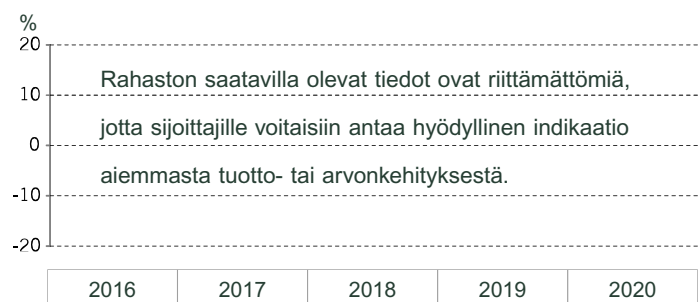 %
20
Rahaston saatavilla olevat tiedot ovat riittämättömiä,
10
jotta sijoittajille voitaisiin antaa hyödyllinen indikaatio
0
aiemmasta tuotto- tai arvonkehityksestä.
-10
-20
2016 2017 2018 2019 2020